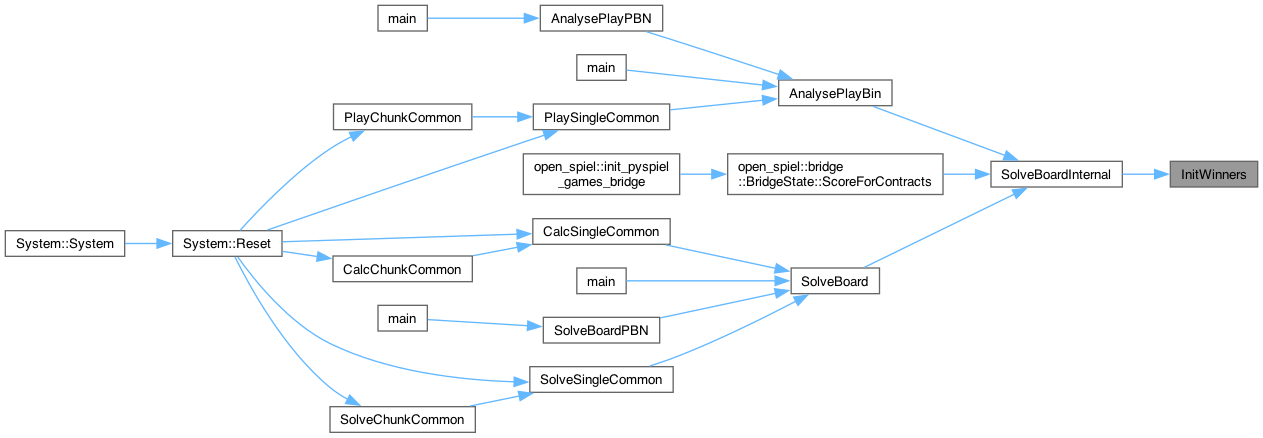 main
AnalysePlayPBN
main
AnalysePlayBin
PlayChunkCommon
PlaySingleCommon
open_spiel::init_pyspiel
_games_bridge
open_spiel::bridge
::BridgeState::ScoreForContracts
SolveBoardInternal
InitWinners
System::System
System::Reset
CalcSingleCommon
CalcChunkCommon
main
SolveBoard
main
SolveBoardPBN
SolveSingleCommon
SolveChunkCommon